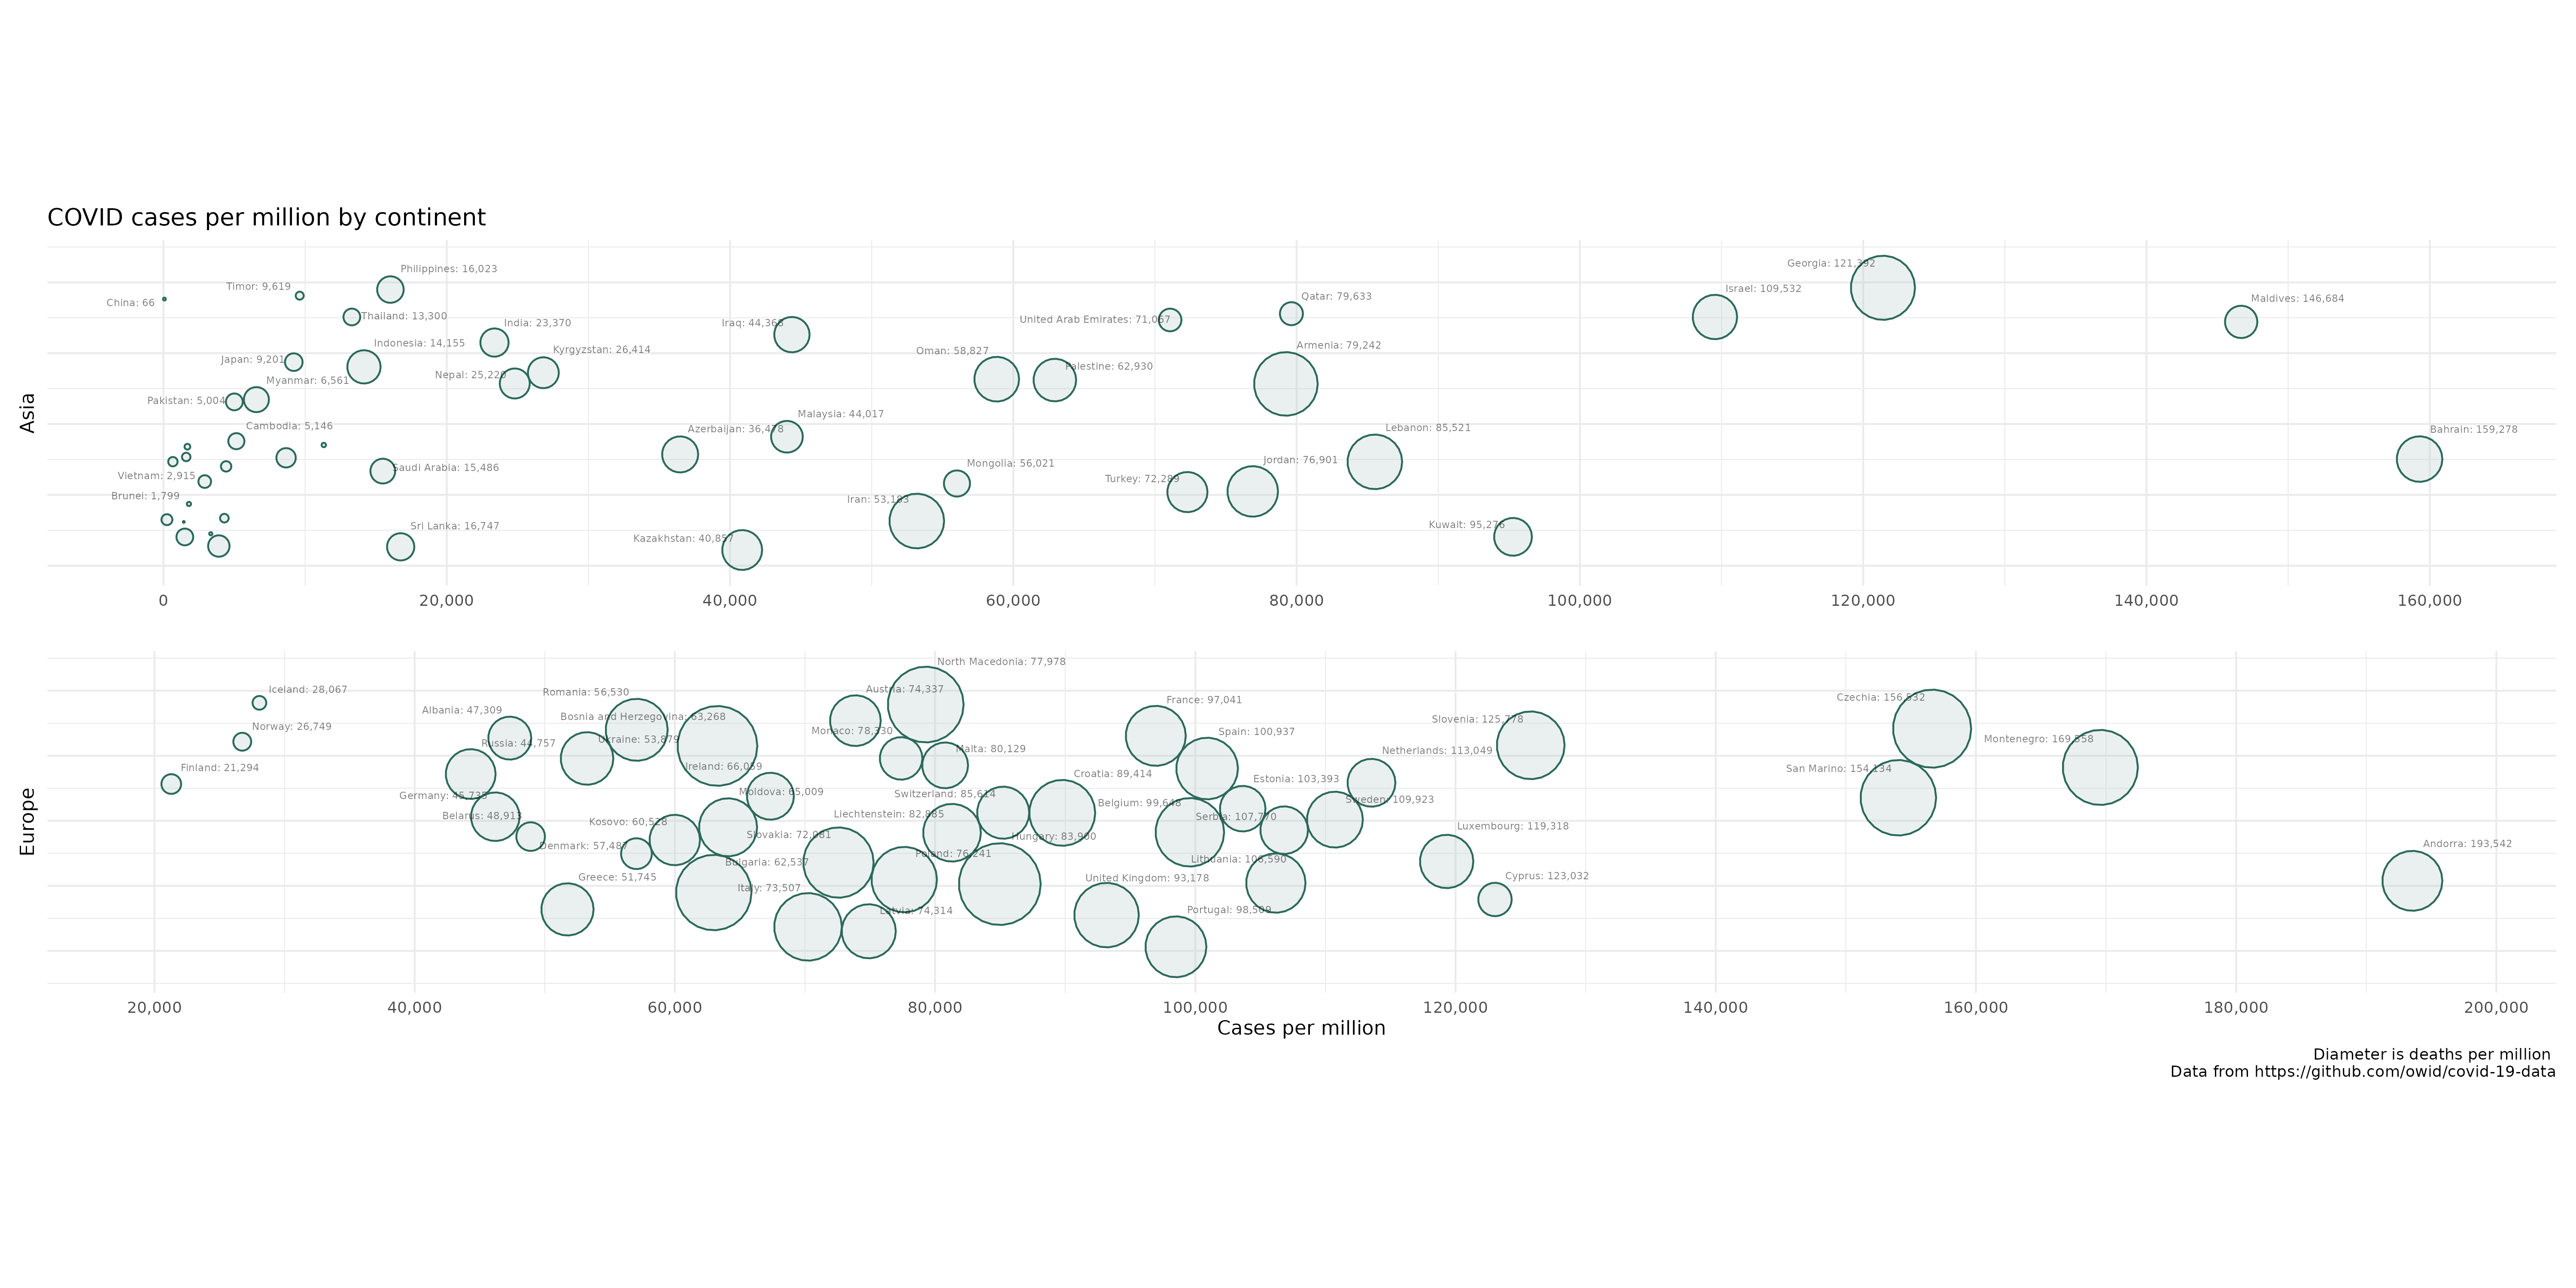 COVID cases per million by continent
Asia
Georgia: 121,392
Philippines: 16,023
Timor: 9,619
Israel: 109,532
Qatar: 79,633
Maldives: 146,684
China: 66
Thailand: 13,300
United Arab Emirates: 71,067
India: 23,370
Iraq: 44,368
Indonesia: 14,155
Armenia: 79,242
Kyrgyzstan: 26,414
Oman: 58,827
Japan: 9,201
Palestine: 62,930
Nepal: 25,229
Myanmar: 6,561
Pakistan: 5,004
Malaysia: 44,017
Cambodia: 5,146
Lebanon: 85,521
Azerbaijan: 36,478
Bahrain: 159,278
Jordan: 76,901
Mongolia: 56,021
Saudi Arabia: 15,486
Vietnam: 2,915
Turkey: 72,289
Brunei: 1,799
Iran: 53,183
Kuwait: 95,276
Sri Lanka: 16,747
Kazakhstan: 40,857
0
20,000
40,000
60,000
80,000
100,000
120,000
140,000
160,000
Europe
North Macedonia: 77,978
Iceland: 28,067
Austria: 74,337
Romania: 56,530
Czechia: 156,532
France: 97,041
Albania: 47,309
Bosnia and Herzegovina: 63,268
Slovenia: 125,778
Norway: 26,749
Monaco: 78,330
Spain: 100,937
Ukraine: 53,879
Montenegro: 169,558
Russia: 44,757
Malta: 80,129
Netherlands: 113,049
Ireland: 66,059
Finland: 21,294
San Marino: 154,134
Croatia: 89,414
Estonia: 103,393
Moldova: 65,009
Switzerland: 85,614
Germany: 45,735
Sweden: 109,923
Belgium: 99,648
Liechtenstein: 82,885
Belarus: 48,913
Serbia: 107,770
Kosovo: 60,528
Luxembourg: 119,318
Slovakia: 72,081
Hungary: 83,900
Andorra: 193,542
Denmark: 57,487
Poland: 76,241
Lithuania: 106,590
Bulgaria: 62,537
Greece: 51,745
United Kingdom: 93,178
Cyprus: 123,032
Italy: 73,507
Latvia: 74,314
Portugal: 98,509
20,000
40,000
60,000
80,000
100,000
120,000
140,000
160,000
180,000
200,000
Cases per million
Diameter is deaths per million
Data from https://github.com/owid/covid-19-data